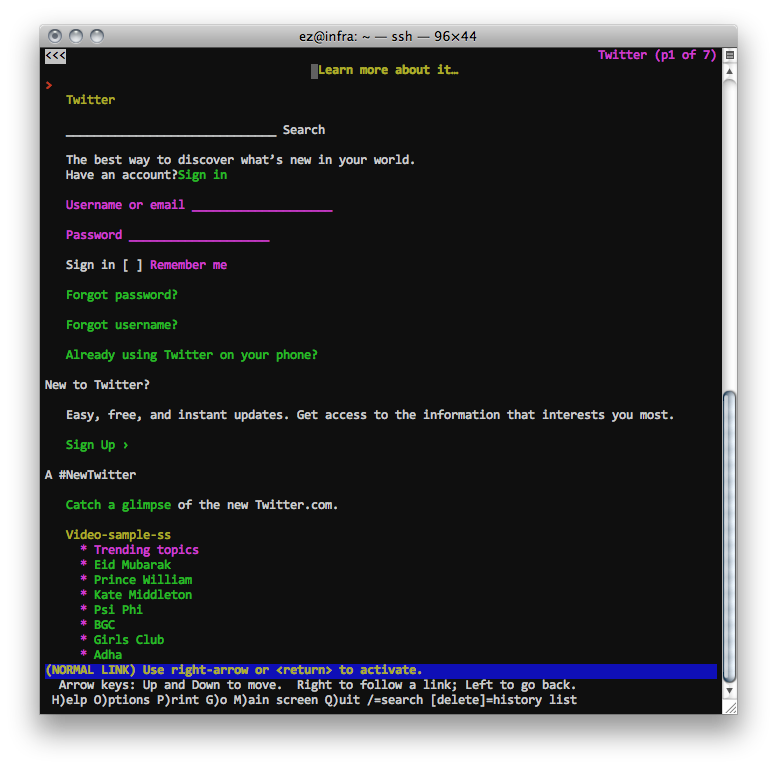 ez@infra: ~ — ssh — 96×44
<<< Twitter (p1 of 7)
Learn more about it…
>
Twitter
______________________________ Search
The best way to discover what’s new in your world.
Have an account?Sign in
Username or email ____________________
Password ____________________
Sign in [ ] Remember me
Forgot password?
Forgot username?
Already using Twitter on your phone?
New to Twitter?
Easy, free, and instant updates. Get access to the information that interests you most.
Sign Up ›
A #NewTwitter
Catch a glimpse of the new Twitter.com.
Video-sample-ss
* Trending topics
* Eid Mubarak
* Prince William
* Kate Middleton
* Psi Phi
* BGC
* Girls Club
* Adha
(NORMAL LINK) Use right-arrow or <return> to activate.
Arrow keys: Up and Down to move.  Right to follow a link; Left to go back.
H)elp O)ptions P)rint G)o M)ain screen Q)uit /=search [delete]=history list